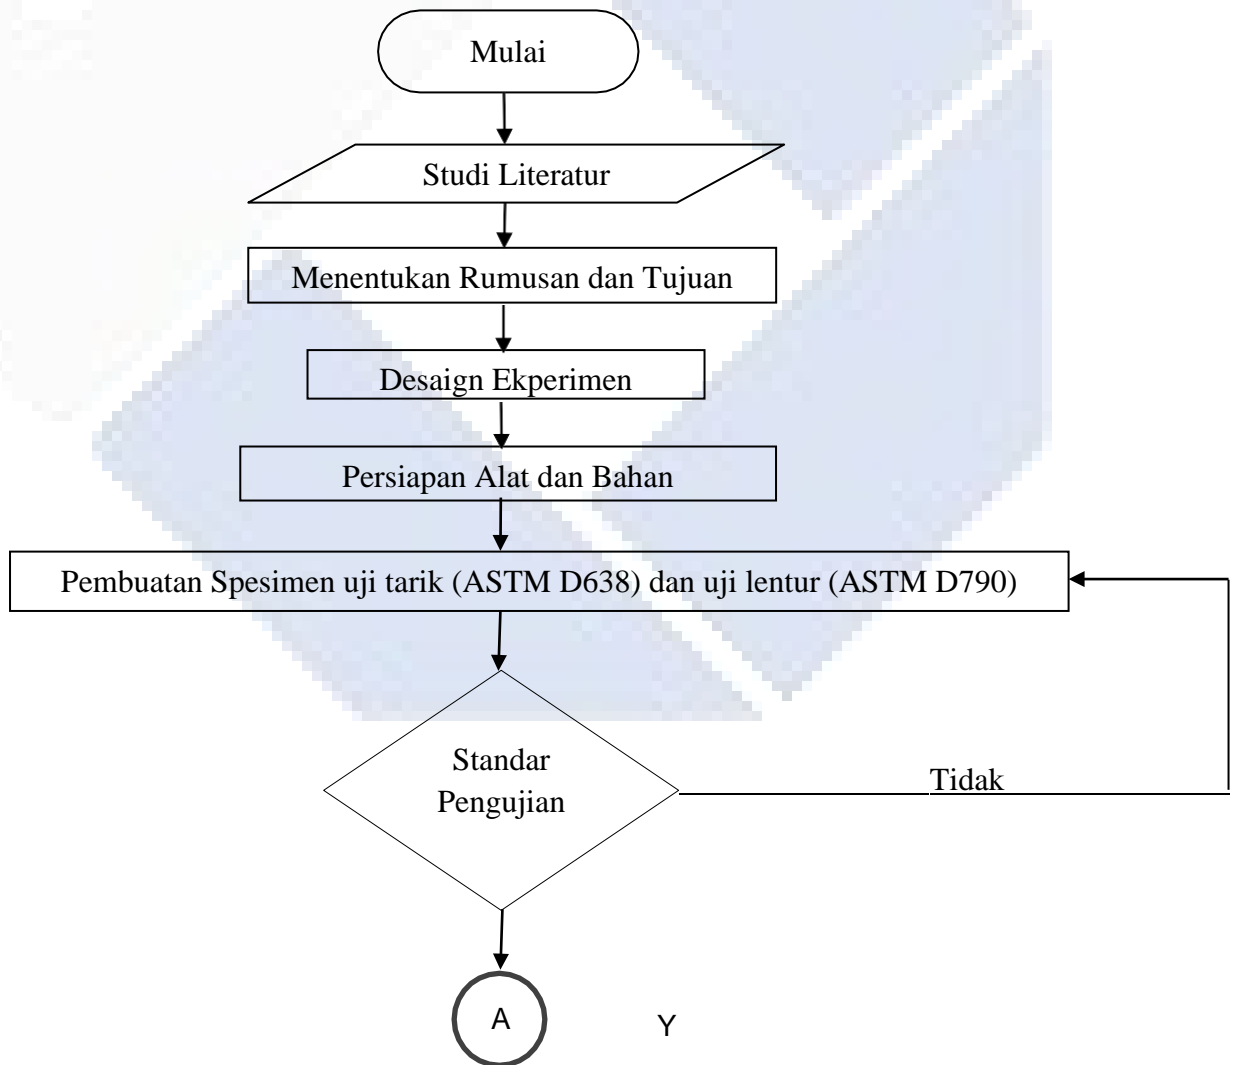 Mulai
Studi Literatur
Menentukan Rumusan dan Tujuan
Desaign Ekperimen
Persiapan Alat dan Bahan
Pembuatan Spesimen uji tarik (ASTM D638) dan uji lentur (ASTM D790)
Standar
Pengujian
Tidak
A
Y